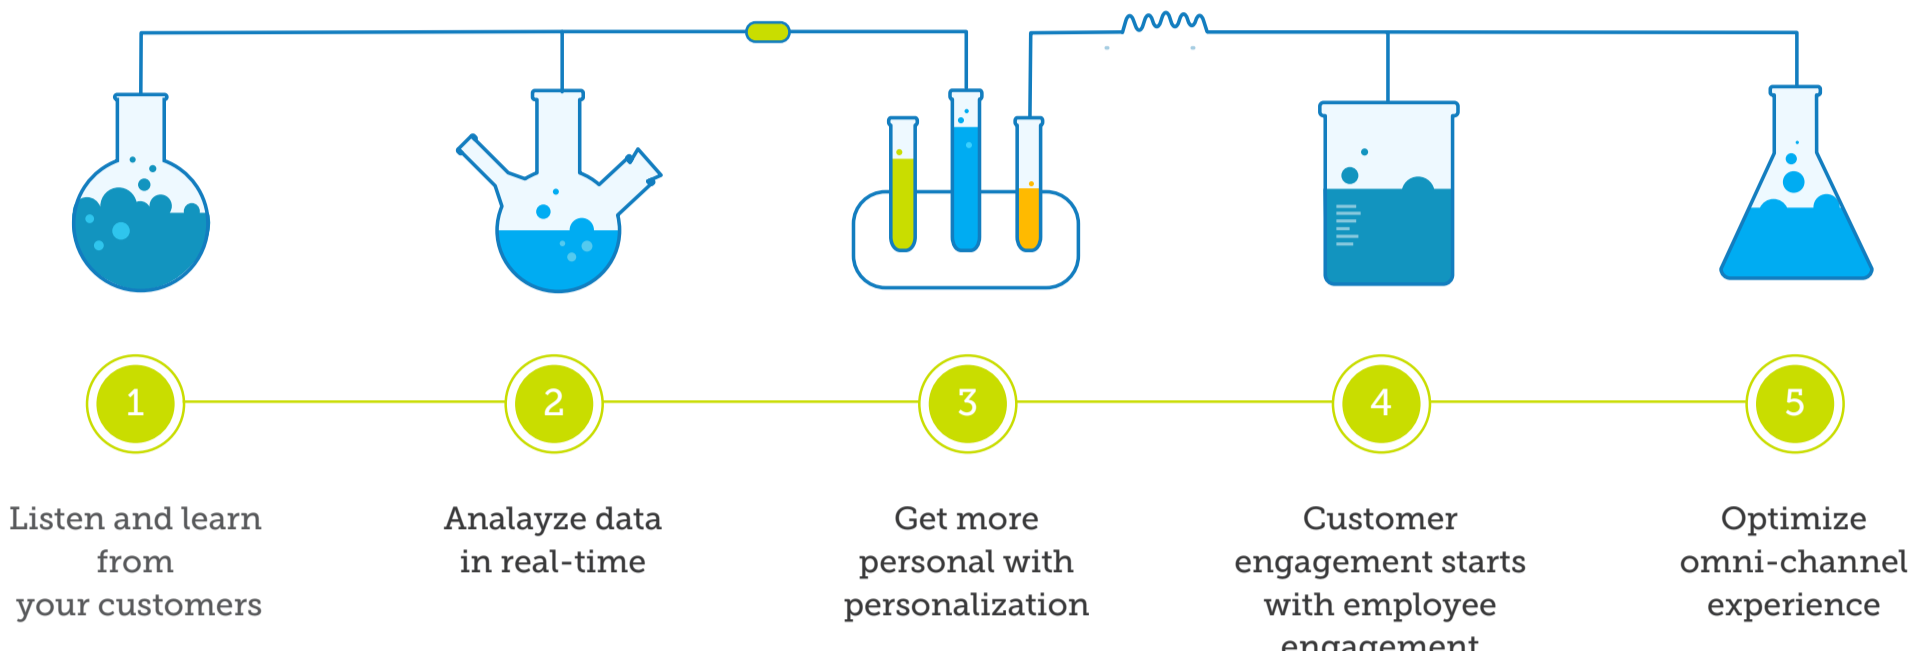 1
2
3
4
5
Listen and learn
from
your customers
Analayze data
in real-time
Get more
personal with
personalization
Customer
engagement starts
with employee
engagement
Optimize
omni-channel
experience